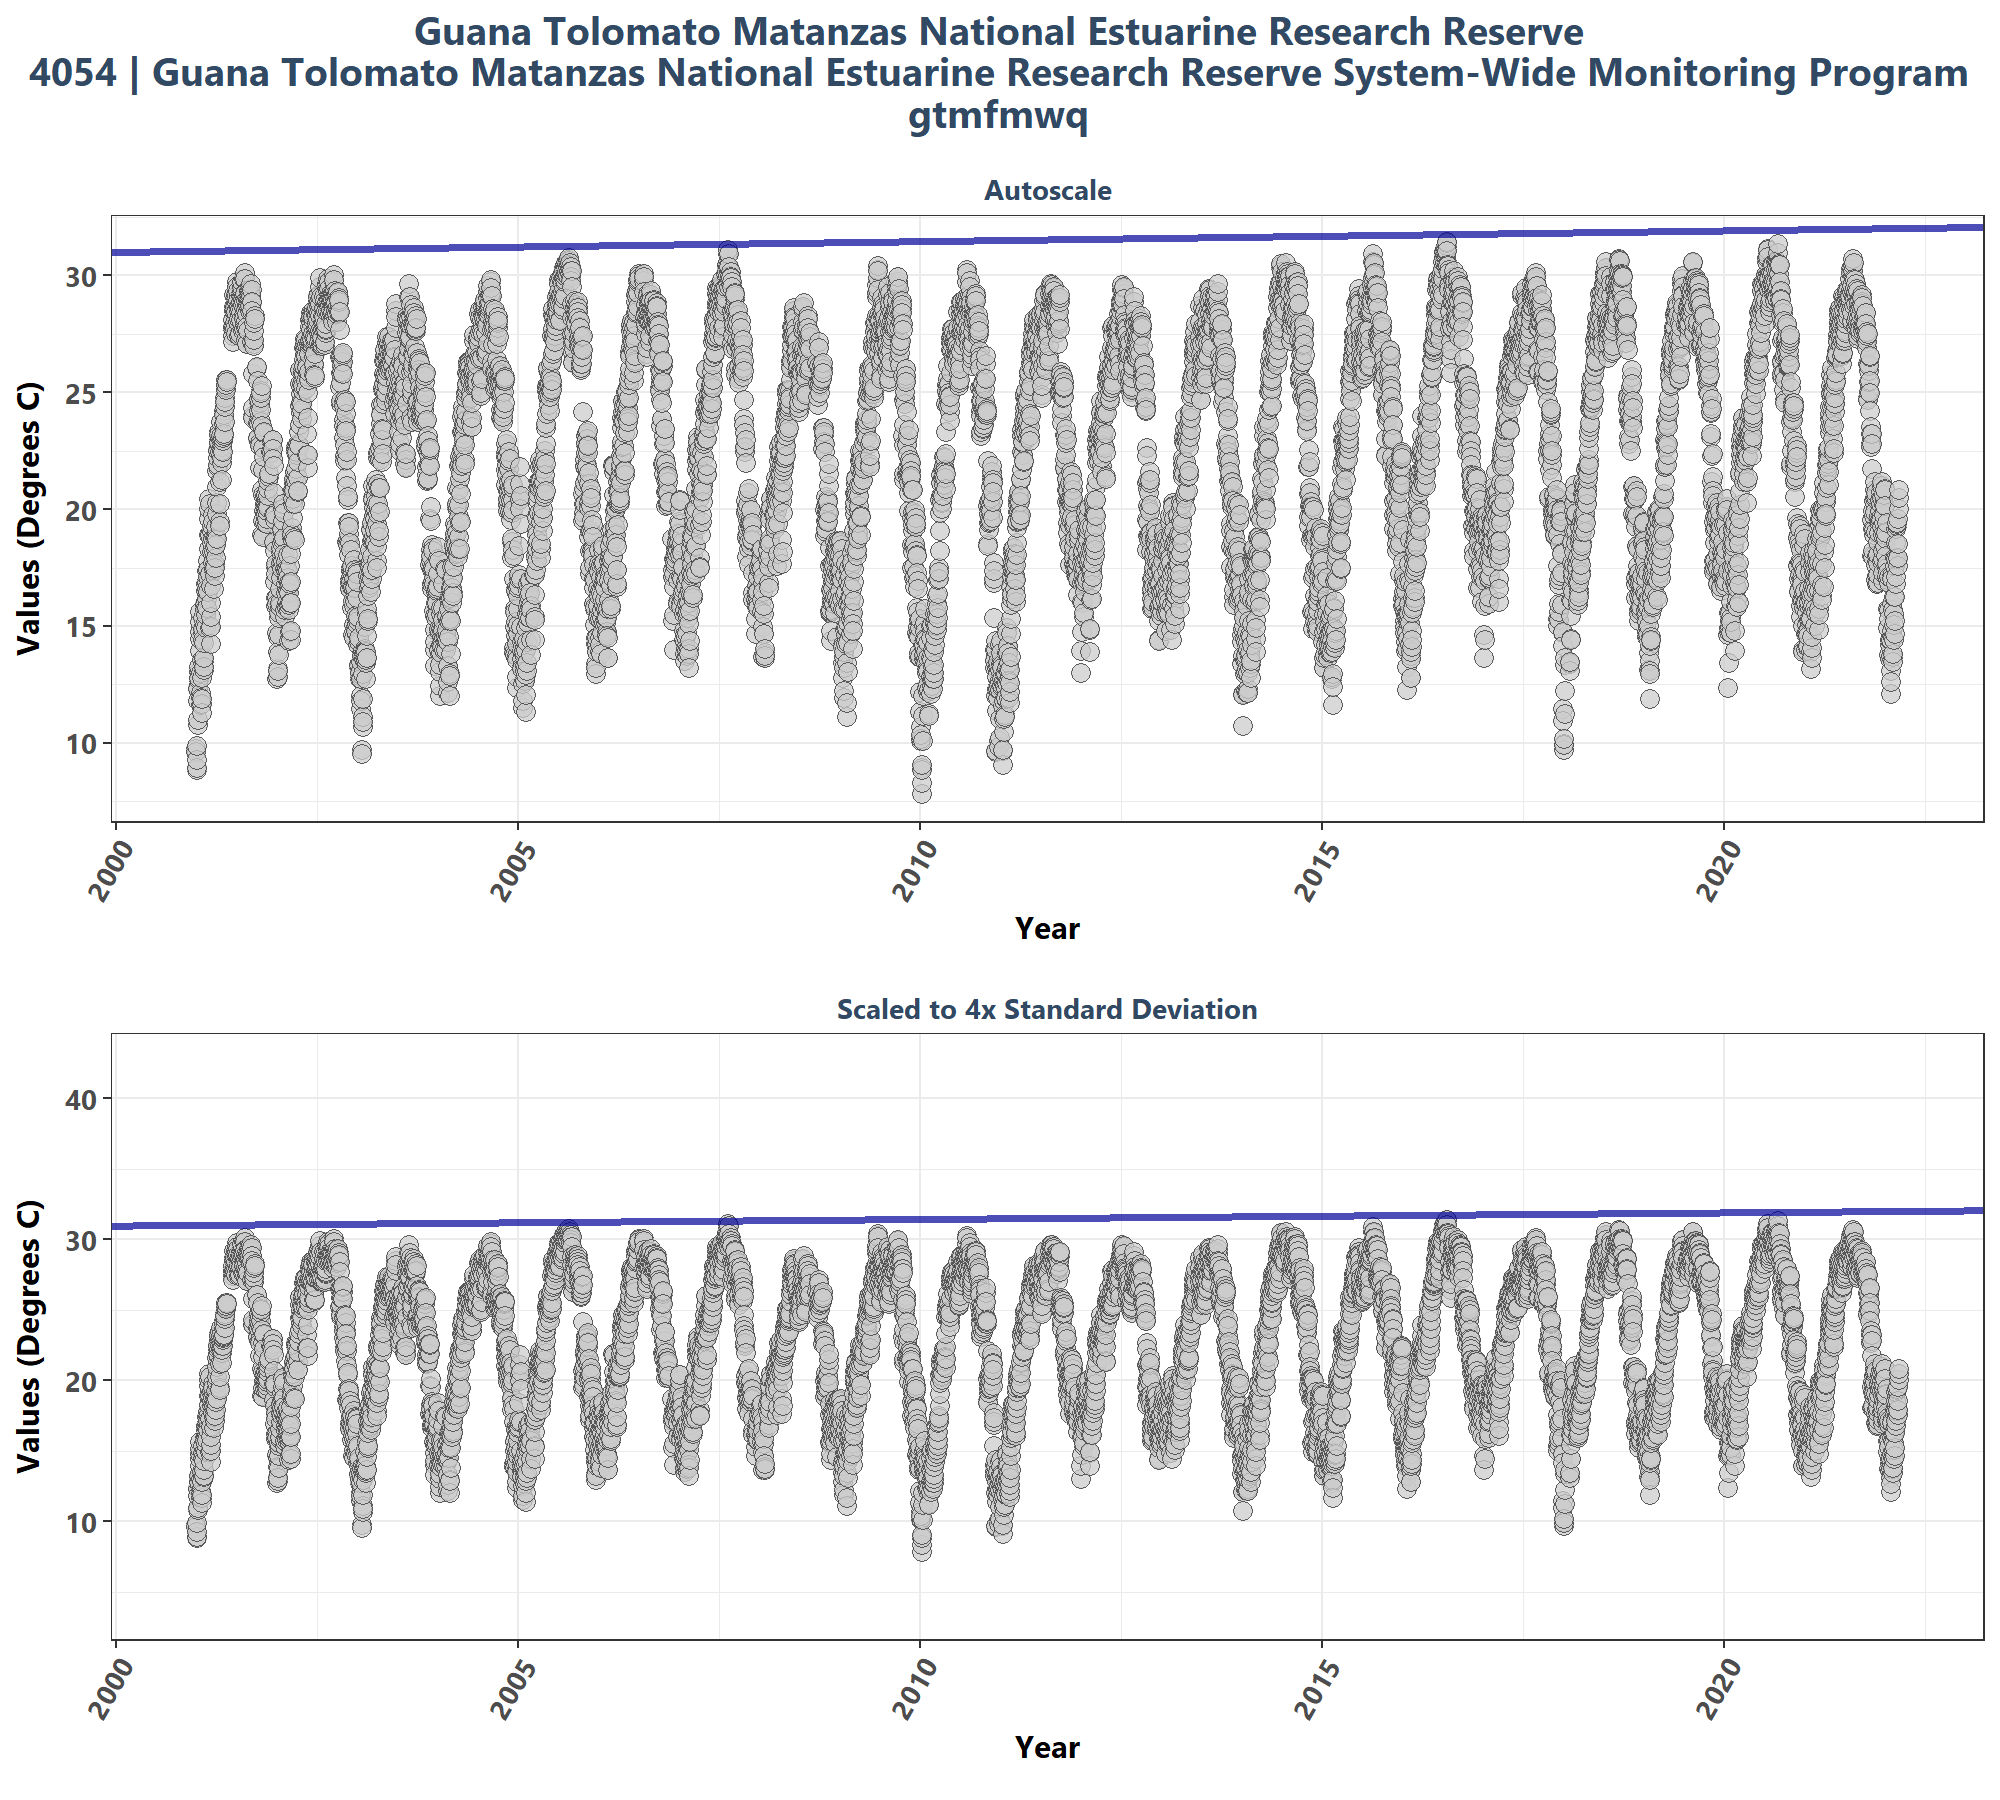 Guana Tolomato Matanzas National Estuarine Research Reserve
4054 | Guana Tolomato Matanzas National Estuarine Research Reserve System-Wide Monitoring Program
gtmfmwq
Autoscale
Values (Degrees C)
30
25
20
15
10
2000
2005
2010
2015
2020
Year
Scaled to 4x Standard Deviation
Values (Degrees C)
40
30
20
10
2000
2005
2010
2015
2020
Year